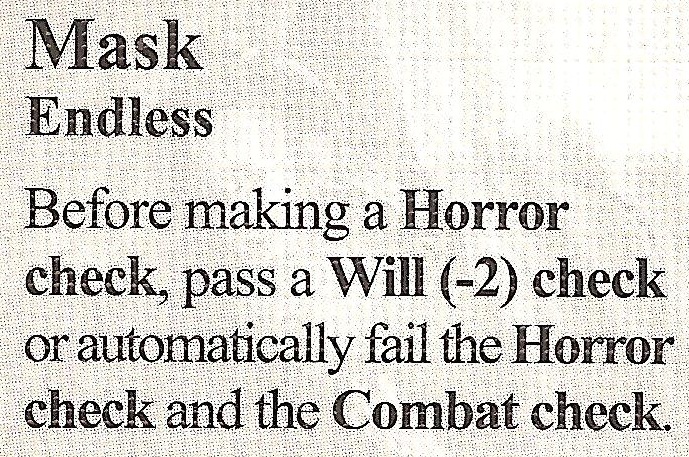 Mask
Endless
Before making a Horror
check, pass a Will (-2) check
or automatically fail the Horror
check and the Combat check.